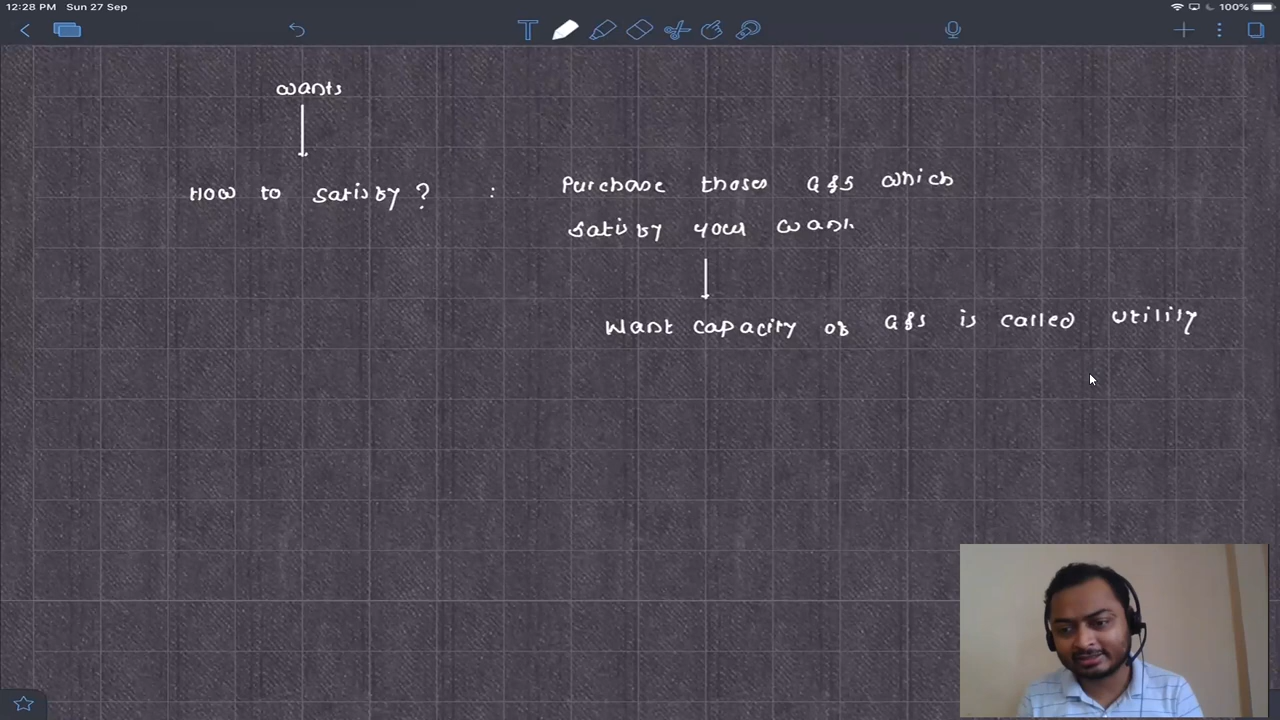 12:28 PM Sun 27 Sep
100%
T
wants
How to satisfy ? : Purchase thoses G&S which
satisfy your want
Want capacity of G&S is called utility